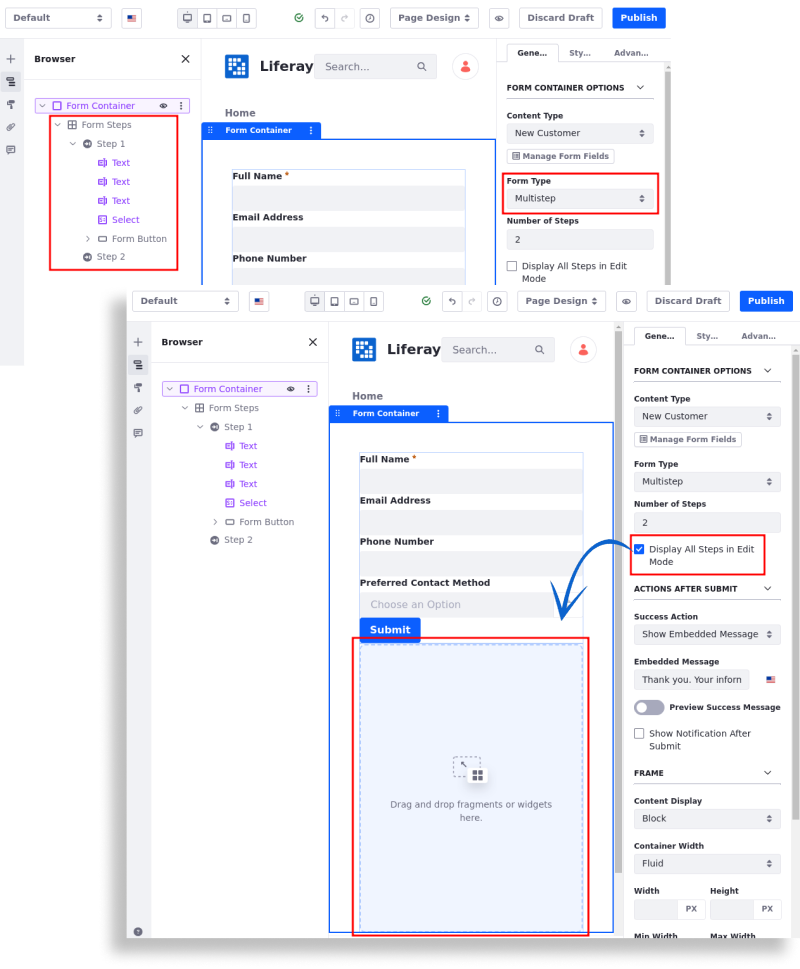 Default
Page Design
Discard Draft
Publish
Browser
Form Container
Form Steps
Step 1
Text
Text
Text
Select
Form Button
Step 2
Liferay
Search...
Home
Form Container
Full Name *
Email Address
Phone Number
Gene...
Sty...
Advan...
FORM CONTAINER OPTIONS
Content Type
New Customer
Manage Form Fields
Form Type
Multistep
Number of Steps
2
Display All Steps in Edit
Mode
Default
Page Design
Discard Draft
Publish
Browser
Form Container
Form Steps
Step 1
Text
Text
Text
Select
Form Button
Step 2
Liferay
Search...
Home
Form Container
Full Name *
Email Address
Phone Number
Preferred Contact Method
Choose an Option
Submit
Drag and drop fragments or widgets
here.
Gene...
Sty...
Advan...
FORM CONTAINER OPTIONS
Content Type
New Customer
Manage Form Fields
Form Type
Multistep
Number of Steps
2
Display All Steps in Edit
Mode
ACTIONS AFTER SUBMIT
Success Action
Show Embedded Message
Embedded Message
Thank you. Your inforn
Preview Success Message
Show Notification After
Submit
FRAME
Content Display
Block
Container Width
Fluid
Width
Height
PX
PX
Min Width
Max Width